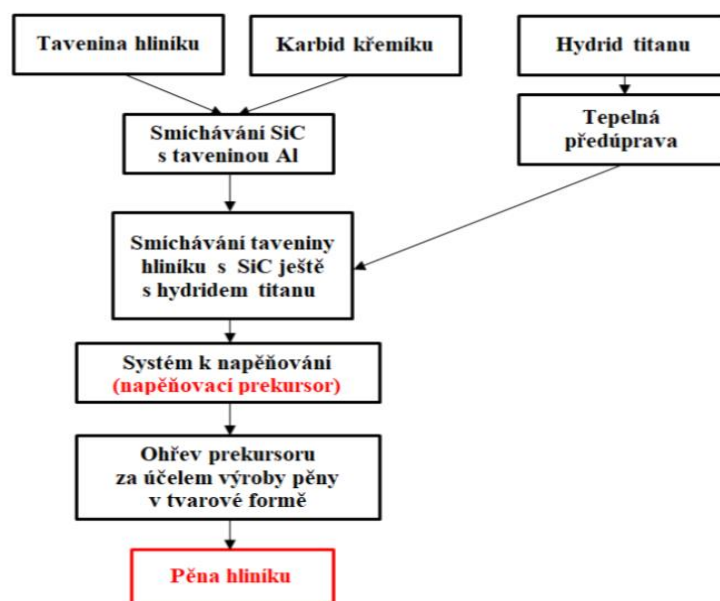 Tavenina hliníku
Karbid křemíku
Hydrid titanu
Smíchávání SiC
s taveninou Al
Tepelná
předúprava
Smíchávání taveniny
hliníku s SiC ještě
s hydridem titanu
Systém k napěňování
(napěňovací prekursor)
Ohřev prekursoru
za účelem výroby pěny
v tvarové formě
Pěna hliníku